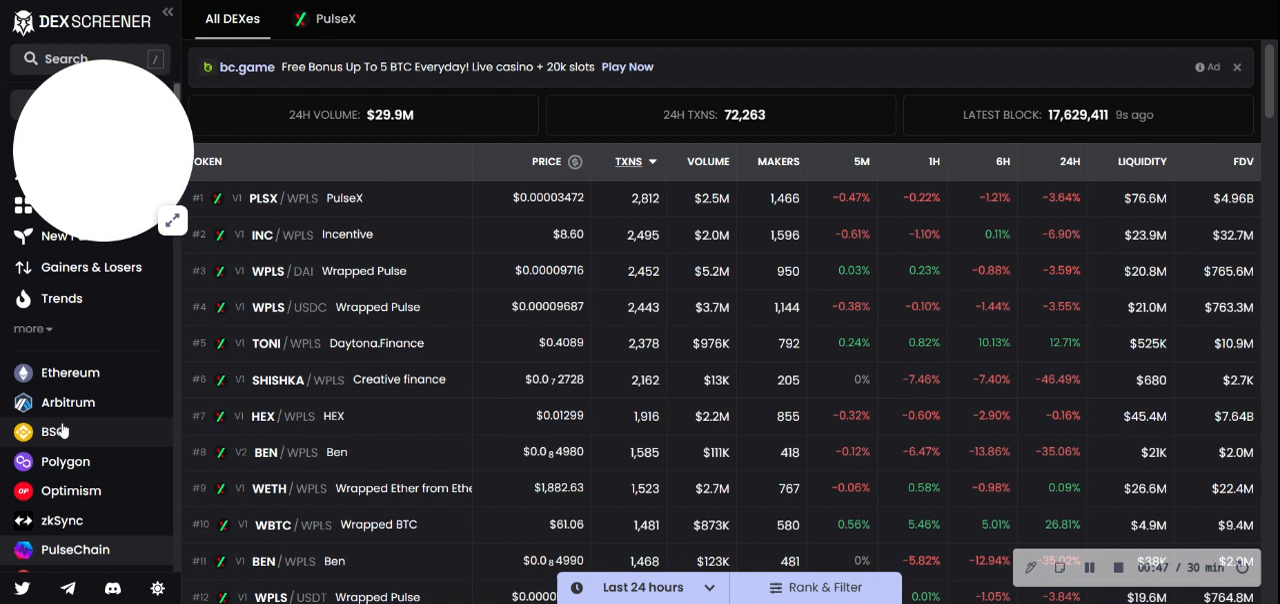 DEXSCREENER
All DEXes
PulseX
Search
/
bc.game Free Bonus Up To 5 BTC Everyday! Live casino + 20k slots Play Now
Ad
24H VOLUME: $29.9M
24H TXNS: 72,263
LATEST BLOCK: 17,629,411 9s ago
OKEN PRICE TXNS VOLUME MAKERS 5M 1H 6H 24H LIQUIDITY FDV
#1 V1 PLSX / WPLS PulseX $0.00003472 2,812 $2.5M 1,466 -0.47% -0.22% -1.21% -3.64% $76.6M $4.96B
#2 V1 INC / WPLS Incentive $8.60 2,495 $2.0M 1,596 -0.61% -1.10% 0.11% -6.90% $23.9M $32.7M
#3 V1 WPLS / DAI Wrapped Pulse $0.00009716 2,452 $5.2M 950 0.03% 0.23% -0.88% -3.59% $20.8M $765.6M
#4 V1 WPLS / USDC Wrapped Pulse $0.00009687 2,443 $3.7M 1,144 -0.38% -0.10% -1.44% -3.55% $21.0M $763.3M
#5 V1 TONI / WPLS Daytona.Finance $0.4089 2,378 $976K 792 0.24% 0.82% 10.13% 12.71% $525K $10.9M
#6 V1 SHISHKA / WPLS Creative finance $0.0₇2728 2,162 $13K 205 0% -7.46% -7.40% -46.49% $680 $2.7K
#7 V1 HEX / WPLS HEX $0.01299 1,916 $2.2M 855 -0.32% -0.60% -2.90% -0.16% $45.4M $7.64B
#8 V2 BEN / WPLS Ben $0.0₈4980 1,585 $111K 418 -0.12% -6.47% -13.86% -35.06% $21K $2.0M
#9 V1 WETH / WPLS Wrapped Ether from Ethe $1,882.63 1,523 $2.7M 767 -0.06% 0.58% -0.98% 0.09% $26.6M $22.4M
#10 V1 WBTC / WPLS Wrapped BTC $61.06 1,481 $873K 580 0.56% 5.46% 5.01% 26.81% $4.9M $9.4M
#11 V1 BEN / WPLS Ben $0.0₈4990 1,468 $123K 481 0% -5.82% -12.94% -35.02% $38K $2.0M
#12 V1 WPLS / USDT Wrapped Pulse $0.0000 0.01% -1.05% -3.84% $19.6M $764.8M
New
Gainers & Losers
Trends
more
Ethereum
Arbitrum
BSC
Polygon
Optimism
zkSync
PulseChain
Last 24 hours
Rank & Filter
00:47 / 30 min